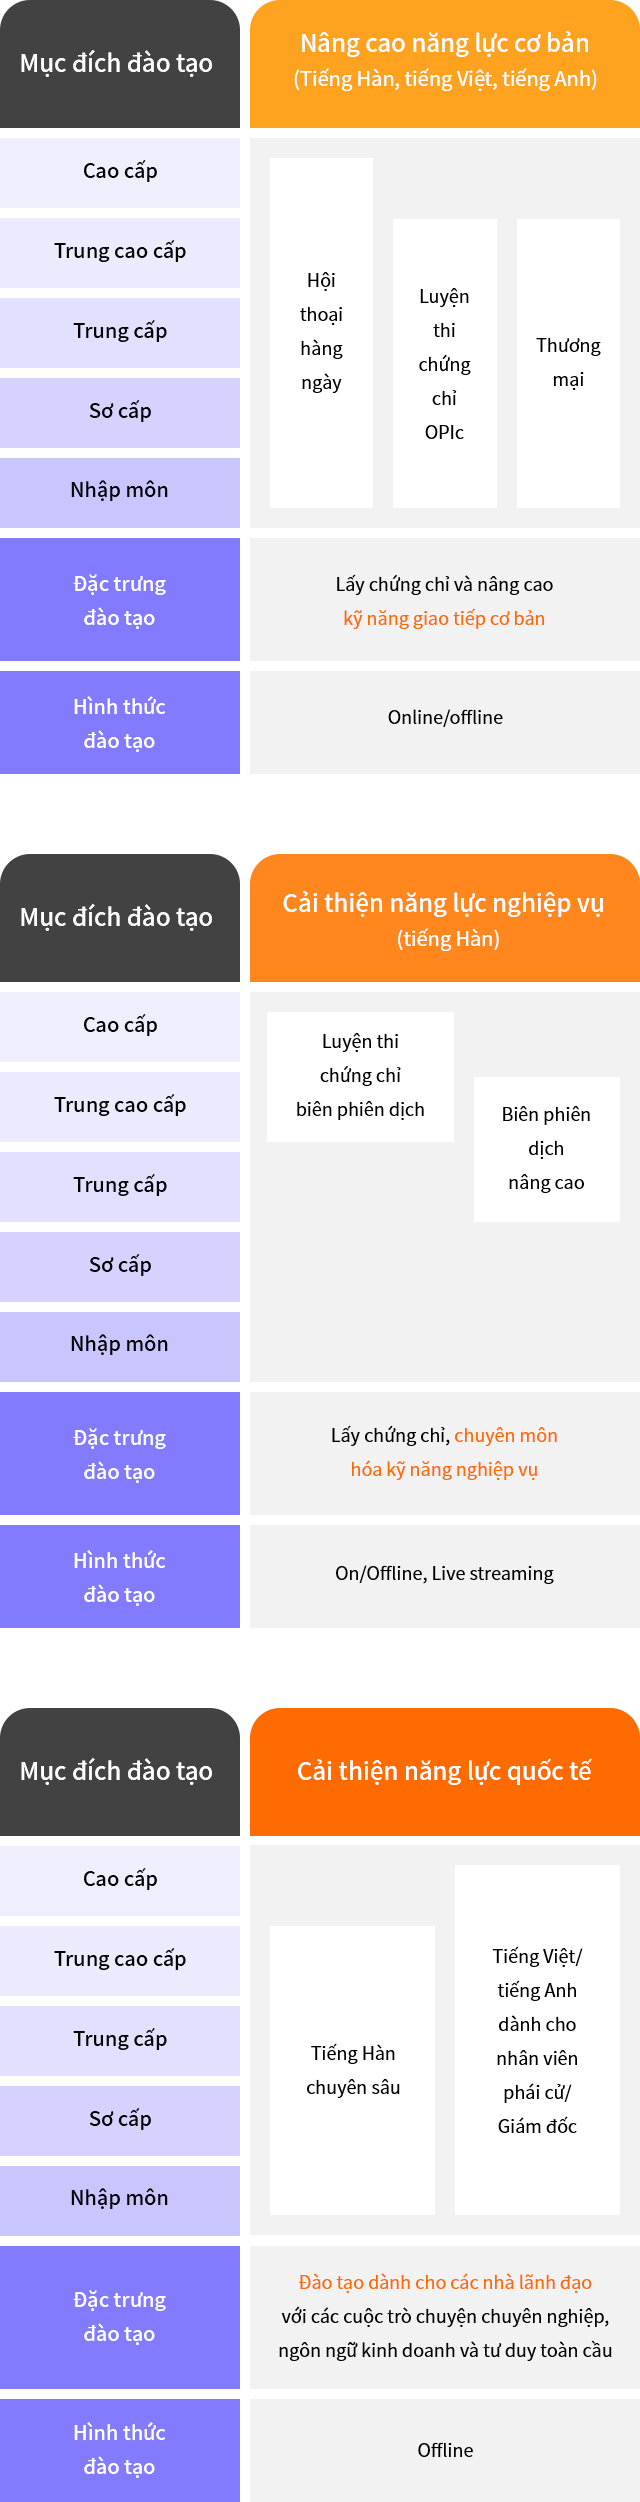 Mục đích đào tạo
Nâng cao năng lực cơ bản
(Tiếng Hàn, tiếng Việt, tiếng Anh)
Cao cấp
Trung cao cấp
Trung cấp
Sơ cấp
Nhập môn
Hội
thoại
hàng
ngày
Luyện
thi
chứng
chỉ
OPIc
Thương
mại
Đặc trưng
đào tạo
Lấy chứng chỉ và nâng cao
kỹ năng giao tiếp cơ bản
Hình thức
đào tạo
Online/offline
Mục đích đào tạo
Cải thiện năng lực nghiệp vụ
(tiếng Hàn)
Cao cấp
Trung cao cấp
Trung cấp
Sơ cấp
Nhập môn
Luyện thi
chứng chỉ
biên phiên dịch
Biên phiên
dịch
nâng cao
Đặc trưng
đào tạo
Lấy chứng chỉ, chuyên môn
hóa kỹ năng nghiệp vụ
Hình thức
đào tạo
On/Offline, Live streaming
Mục đích đào tạo
Cải thiện năng lực quốc tế
Cao cấp
Trung cao cấp
Trung cấp
Sơ cấp
Nhập môn
Tiếng Hàn
chuyên sâu
Tiếng Việt/
tiếng Anh
dành cho
nhân viên
phái cử/
Giám đốc
Đặc trưng
đào tạo
Đào tạo dành cho các nhà lãnh đạo
với các cuộc trò chuyện chuyên nghiệp,
ngôn ngữ kinh doanh và tư duy toàn cầu
Hình thức
đào tạo
Offline